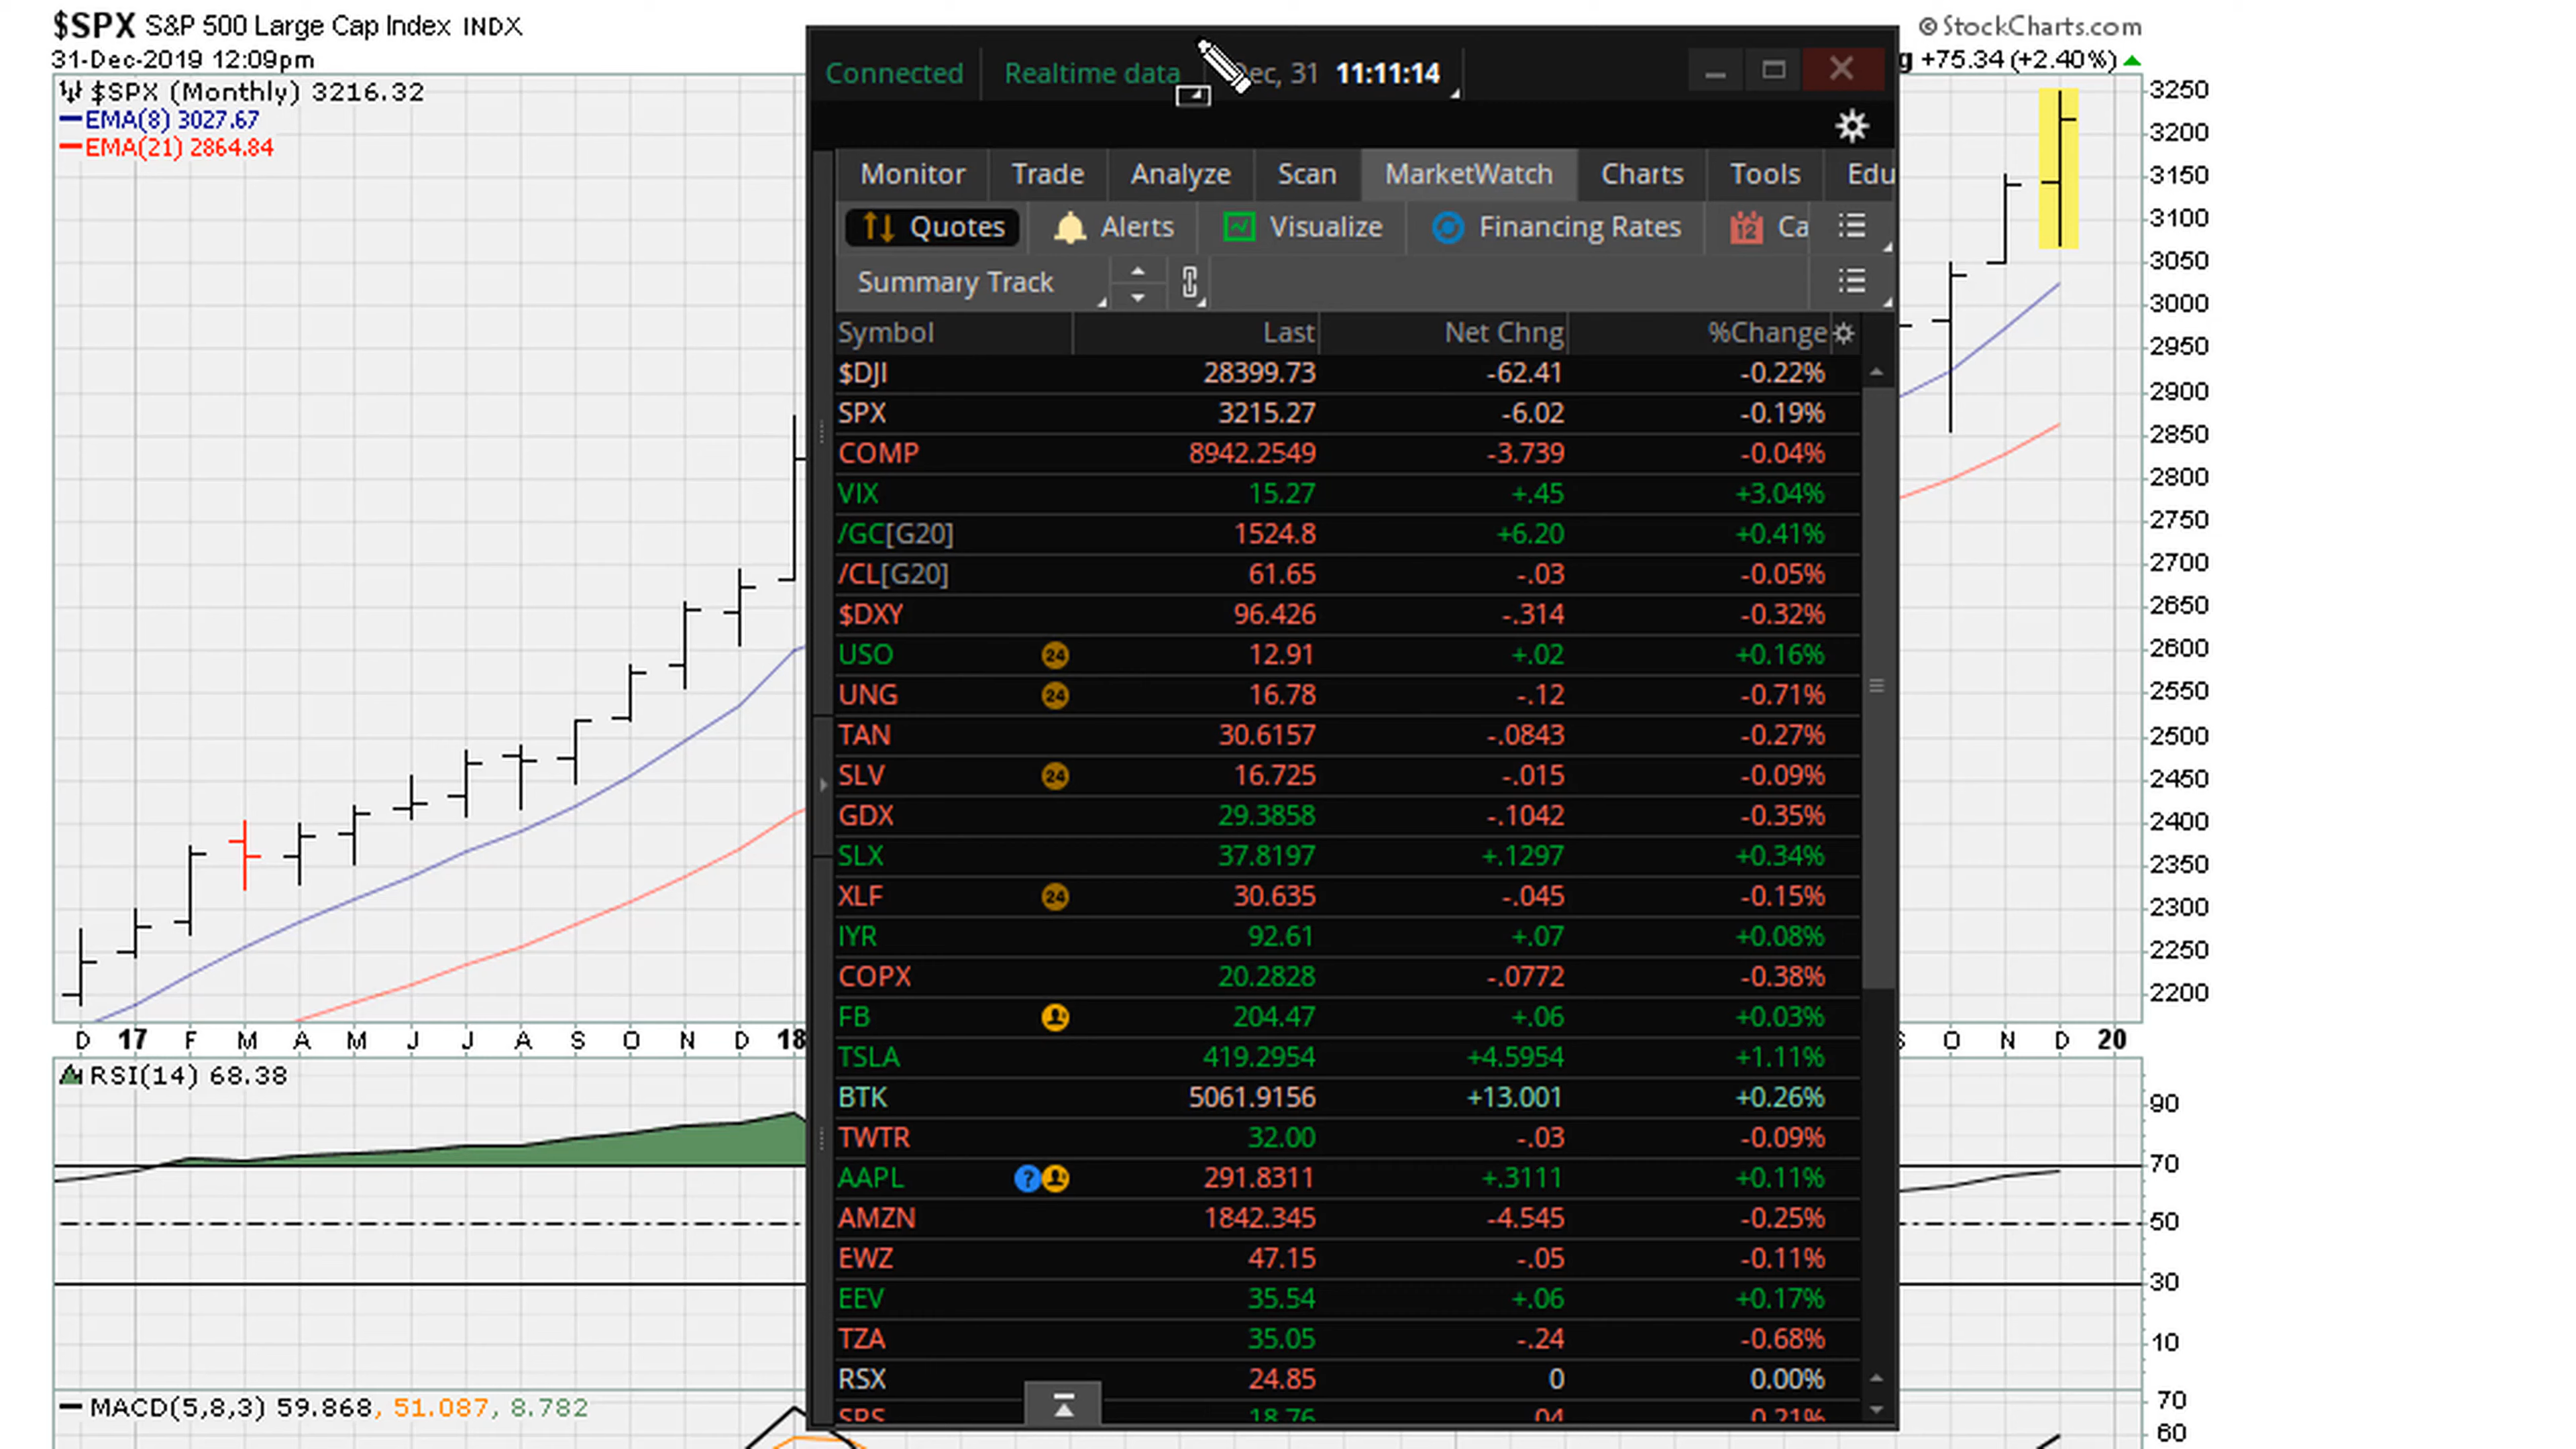 $SPX S&P 500 Large Cap Index INDX
© StockCharts.com
31-Dec-2019 12:09pm
g +75.34 (+2.40%)
$SPX (Monthly) 3216.32
EMA(8) 3027.67
EMA(21) 2864.84
Connected Realtime data ec, 31 11:11:14
Monitor Trade Analyze Scan MarketWatch Charts Tools Edu
Quotes Alerts Visualize 12 Financing Rates Ca
Summary Track
Symbol Last Net Chng %Change
$DJI 28399.73 -62.41 -0.22%
SPX 3215.27 -6.02 -0.19%
COMP 8942.2549 -3.739 -0.04%
VIX 15.27 +.45 +3.04%
/GC[G20] 1524.8 +6.20 +0.41%
/CL[G20] 61.65 -.03 -0.05%
$DXY 96.426 -.314 -0.32%
USO 24 12.91 +.02 +0.16%
UNG 24 16.78 -.12 -0.71%
TAN 30.6157 -.0843 -0.27%
SLV 24 16.725 -.015 -0.09%
GDX 29.3858 -.1042 -0.35%
SLX 37.8197 +.1297 +0.34%
XLF 24 30.635 -.045 -0.15%
IYR 92.61 +.07 +0.08%
COPX 20.2828 -.0772 -0.38%
FB 204.47 +.06 +0.03%
TSLA 419.2954 +4.5954 +1.11%
BTK 5061.9156 +13.001 +0.26%
TWTR 32.00 -.03 -0.09%
AAPL ? 291.8311 +.3111 +0.11%
AMZN 1842.345 -4.545 -0.25%
EWZ 47.15 -.05 -0.11%
EEV 35.54 +.06 +0.17%
TZA 35.05 -.24 -0.68%
RSX 24.85 0 0.00%
3250
3200
3150
3100
3050
3000
2950
2900
2850
2800
2750
2700
2650
2600
2550
2500
2450
2400
2350
2300
2250
2200
D 17 F M A M J J A S O N D 18
O N D 20
RSI(14) 68.38
90
70
50
30
10
MACD(5,8,3) 59.868, 51.087, 8.782
70
60